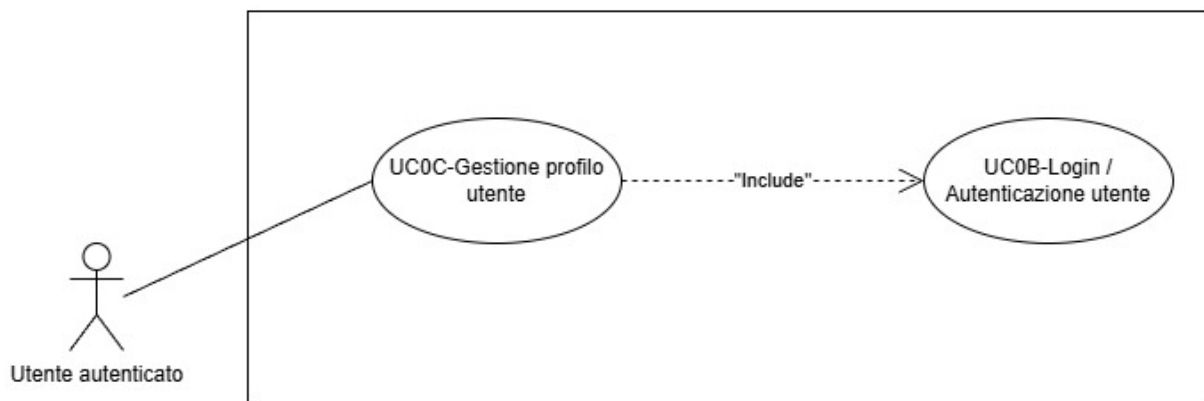 UC0C-Gestione profilo
utente
"Include"
UC0B-Login /
Autenticazione utente
Utente autenticato